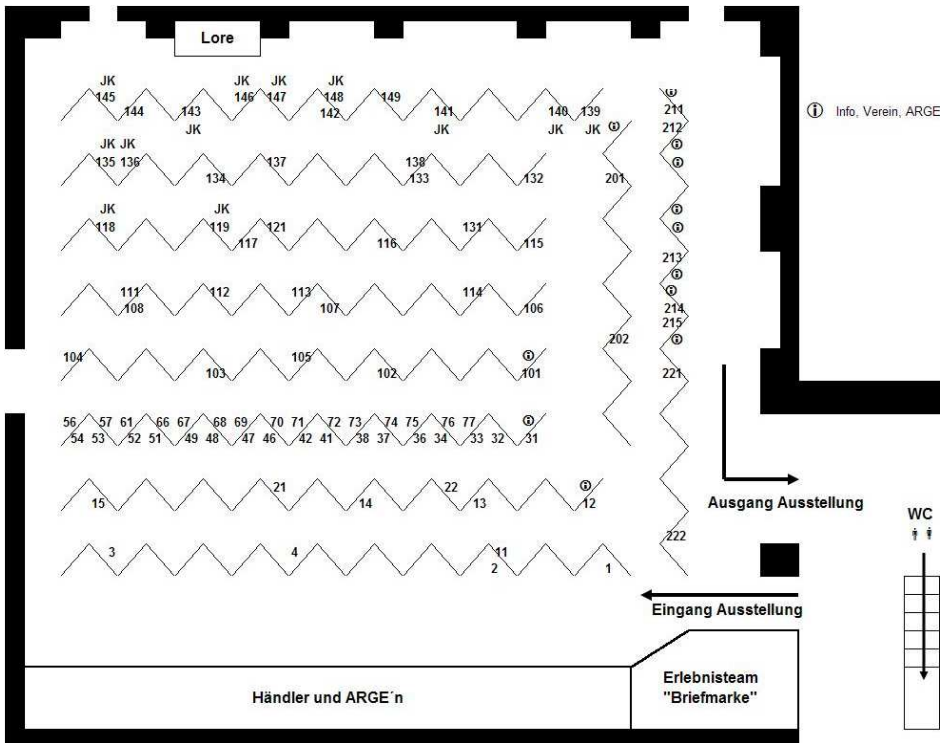 Lore
JK JK JK JK
145 146 147 148 149 211
144 143 142 141 140 139
JK JK JK JK 212
Info, Verein, ARGE
JK JK
135 136 137 138
134 133 132 201
JK JK
118 119 121 131
117 116 115 213
111 112 113 114 214
108 107 106 215
202
104 105
103 102 101 221
56 57 61 66 67 68 69 70 71 72 73 74 75 76 77
54 53 52 51 49 48 47 46 42 41 38 37 36 34 33 32 31
21 22
15 14 13 12
Ausgang Ausstellung
WC
222
3 4 11
2 1
Eingang Ausstellung
Händler und ARGE´n
Erlebnisteam
"Briefmarke"